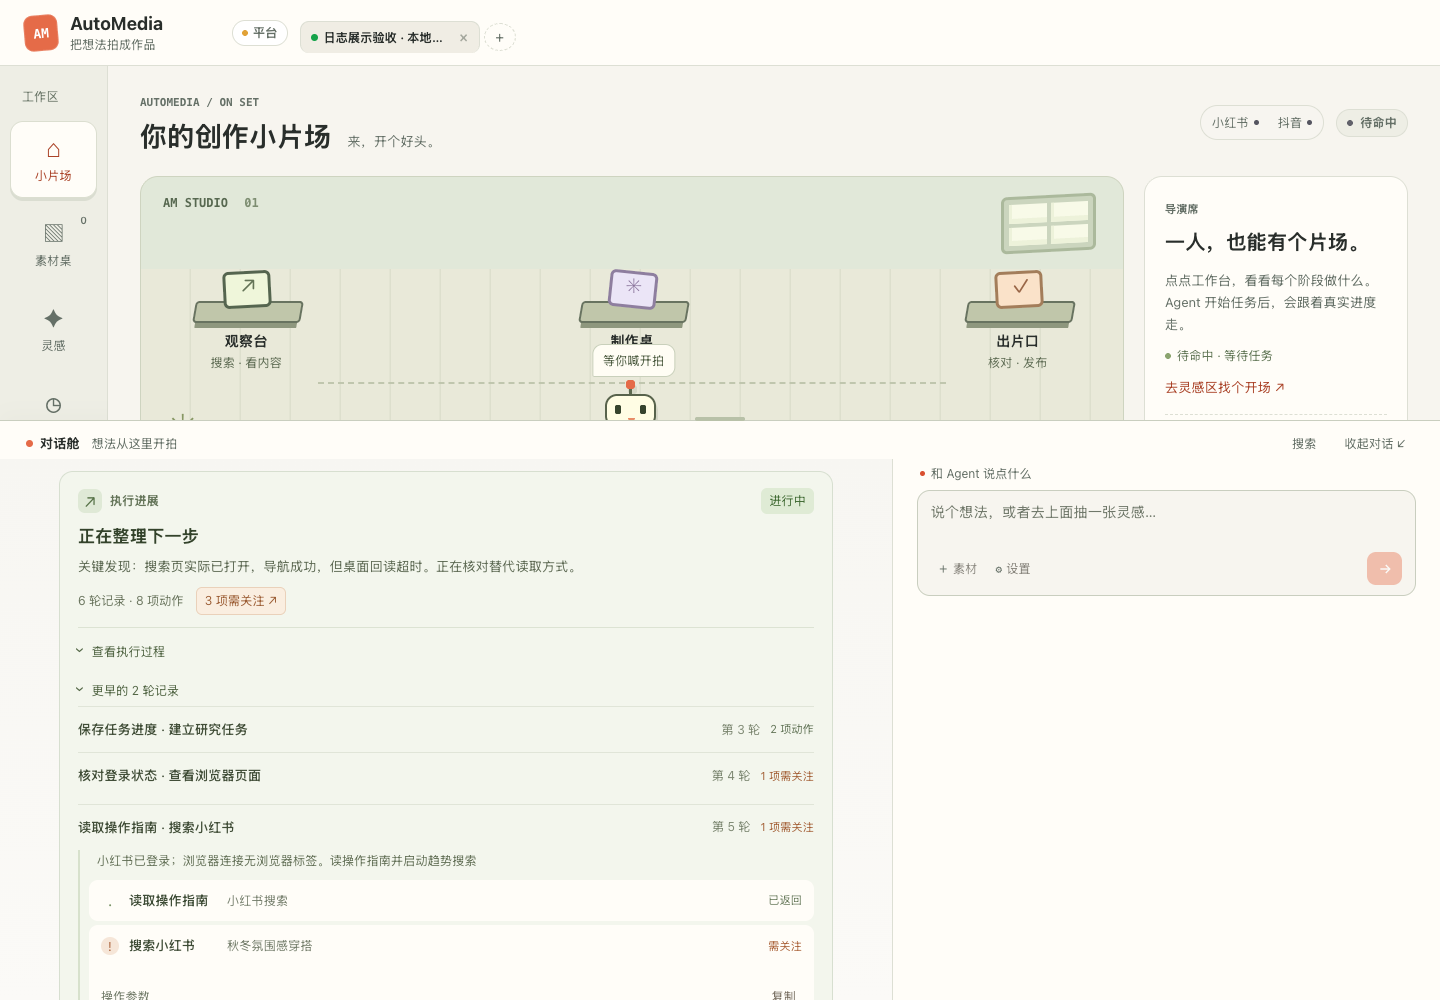 AM
AutoMedia
把想法拍成作品
平台
日志展示验收 · 本地...
×
+
工作区
小片场
0
素材桌
灵感
AUTOMEDIA / ON SET
你的创作小片场
来，开个好头。
小红书
抖音
待命中
AM STUDIO 01
观察台
搜索 · 看内容
制作桌
等你喊开拍
出片口
核对 · 发布
导演席
一人，也能有个片场。
点点工作台，看看每个阶段做什么。
Agent 开始任务后，会跟着真实进度
走。
待命中 · 等待任务
去灵感区找个开场 ↗
对话舱
想法从这里开拍
搜索
收起对话 ↙
↗ 执行进展
进行中
正在整理下一步
关键发现：搜索页实际已打开，导航成功，但桌面回读超时。正在核对替代读取方式。
6 轮记录 · 8 项动作
3 项需关注 ↗
查看执行过程
更早的 2 轮记录
保存任务进度 · 建立研究任务
第 3 轮
2 项动作
核对登录状态 · 查看浏览器页面
第 4 轮
1 项需关注
读取操作指南 · 搜索小红书
第 5 轮
1 项需关注
小红书已登录；浏览器连接无浏览器标签。读操作指南并启动趋势搜索
读取操作指南
小红书搜索
已返回
! 搜索小红书
秋冬氛围感穿搭
需关注
操作参数
复制
和 Agent 说点什么
说个想法，或者去上面抽一张灵感...
+ 素材
设置
→